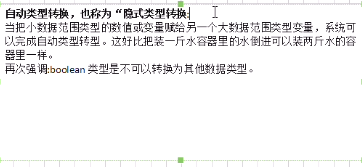 自动类型转换，也称为“隐式类型转换:
当把小数据范围类型的数值或变量赋给另一个大数据范围类型变量，系统可
以完成自动类型转型。这好比把装一斤水容器里的水倒进可以装两斤水的容
器里一样。
再次强调:boolean 类型是不可以转换为其他数据类型。